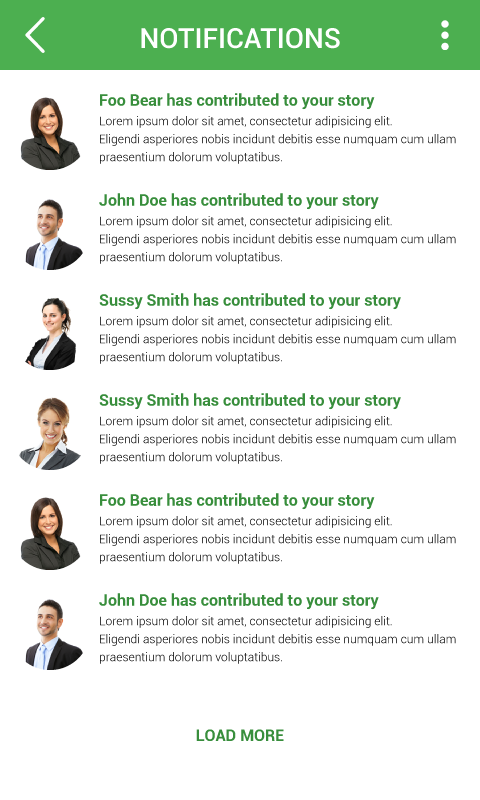 NOTIFICATIONS
Foo Bear has contributed to your story
Lorem ipsum dolor sit amet, consectetur adipisicing elit.
Eligendi asperiores nobis incidunt debitis esse numquam cum ullam
praesentium dolorum voluptatibus.
John Doe has contributed to your story
Lorem ipsum dolor sit amet, consectetur adipisicing elit.
Eligendi asperiores nobis incidunt debitis esse numquam cum ullam
praesentium dolorum voluptatibus.
Sussy Smith has contributed to your story
Lorem ipsum dolor sit amet, consectetur adipisicing elit.
Eligendi asperiores nobis incidunt debitis esse numquam cum ullam
praesentium dolorum voluptatibus.
Sussy Smith has contributed to your story
Lorem ipsum dolor sit amet, consectetur adipisicing elit.
Eligendi asperiores nobis incidunt debitis esse numquam cum ullam
praesentium dolorum voluptatibus.
Foo Bear has contributed to your story
Lorem ipsum dolor sit amet, consectetur adipisicing elit.
Eligendi asperiores nobis incidunt debitis esse numquam cum ullam
praesentium dolorum voluptatibus.
John Doe has contributed to your story
Lorem ipsum dolor sit amet, consectetur adipisicing elit.
Eligendi asperiores nobis incidunt debitis esse numquam cum ullam
praesentium dolorum voluptatibus.
LOAD MORE